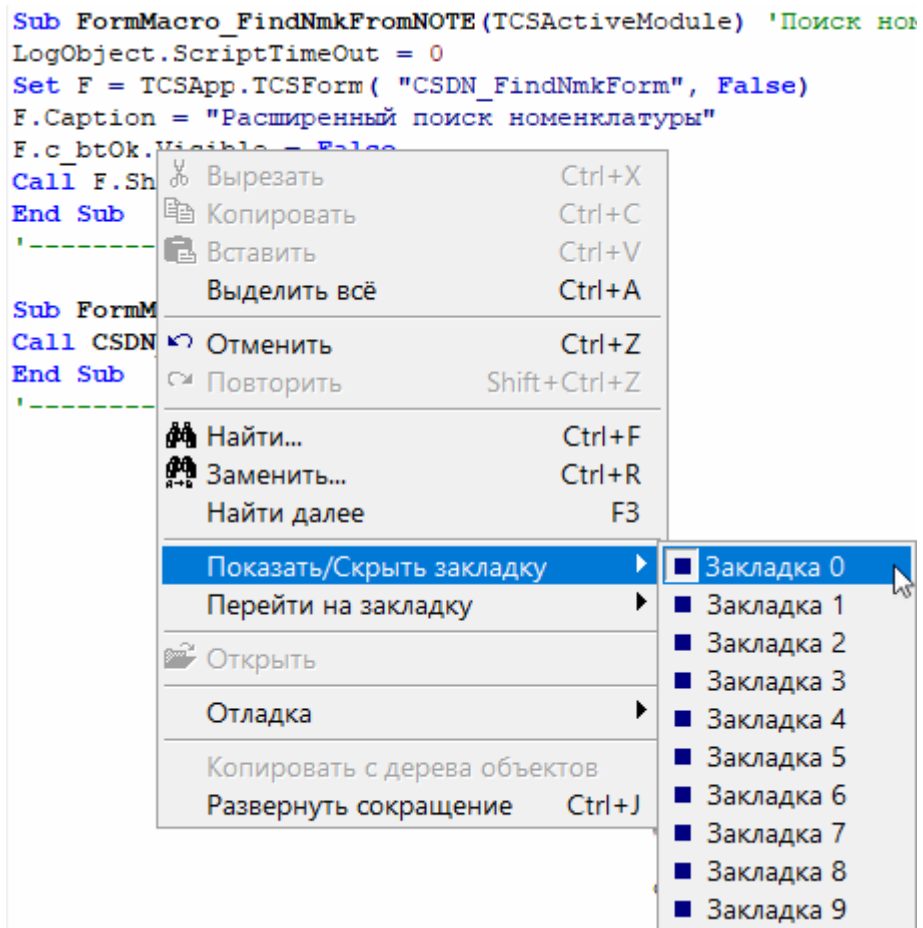 Sub FormMacro_FindNmkFromNOTE(TCSActiveModule) 'Поиск
LogObject.ScriptTimeOut = 0
Set F = TCSApp.TCSForm( "CSDN_FindNmkForm", False)
F.Caption = "Расширенный поиск номенклатуры"
F.c_btOk.Visible = False
Call F.Sh
End Sub
'---------
Sub FormM
Call CSDN
End Sub
'---------
Вырезать Ctrl+X
Копировать Ctrl+C
Вставить Ctrl+V
Выделить всё Ctrl+A
Отменить Ctrl+Z
Повторить Shift+Ctrl+Z
Найти... Ctrl+F
Заменить... Ctrl+R
Найти далее F3
Показать/Скрыть закладку
Перейти на закладку
Открыть
Отладка
Копировать с дерева объектов
Развернуть сокращение Ctrl+J
Закладка 0
Закладка 1
Закладка 2
Закладка 3
Закладка 4
Закладка 5
Закладка 6
Закладка 7
Закладка 8
Закладка 9